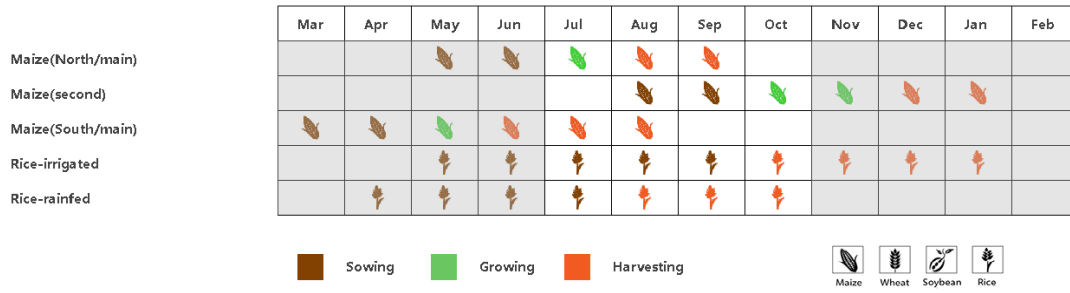 Mar Apr May Jun Jul Aug Sep Oct Nov Dec Jan Feb
Maize(North/main)
Maize(second)
Maize(South/main)
Rice-irrigated
Rice-rainfed
Sowing Growing Harvesting
Maize Wheat Soybean Rice